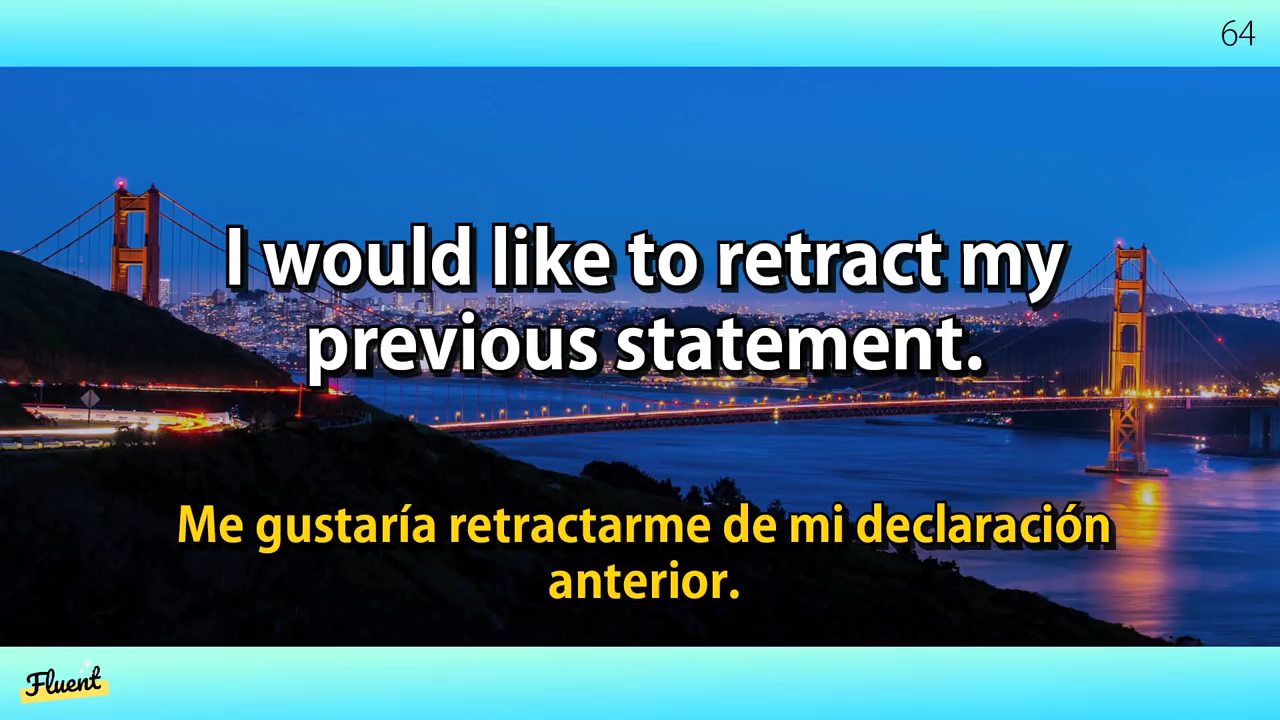 64
I would like to retract my
previous statement.
Me gustaría retractarme de mi declaración
anterior.
Fluent